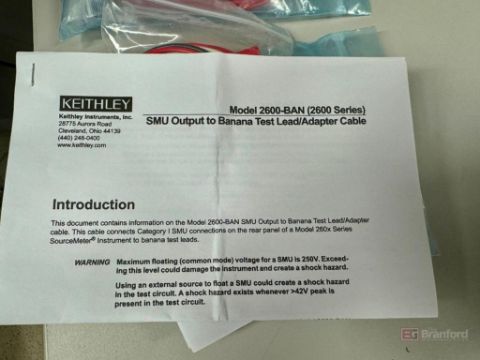 KEITHLEY
Keithley Instruments, Inc.
28775 Aurora Road
Cleveland, Ohio 44139
(440) 248-0400
www.keithley.com
Model 2600-BAN (2600 Series)
SMU Output to Banana Test Lead/Adapter Cable
Introduction
This document contains information on the Model 2600-BAN SMU Output to Banana Test Lead/Adapter
cable. This cable connects Category I SMU connections on the rear panel of a Model 260x Series
SourceMeter® Instrument to banana test leads.
WARNING Maximum floating (common mode) voltage for a SMU is 250V. Exceed-
ing this level could damage the instrument and create a shock hazard.
Using an external source to float a SMU could create a shock hazard
in the test circuit. A shock hazard exists whenever >42V peak is
present in the test circuit.
EG Branford